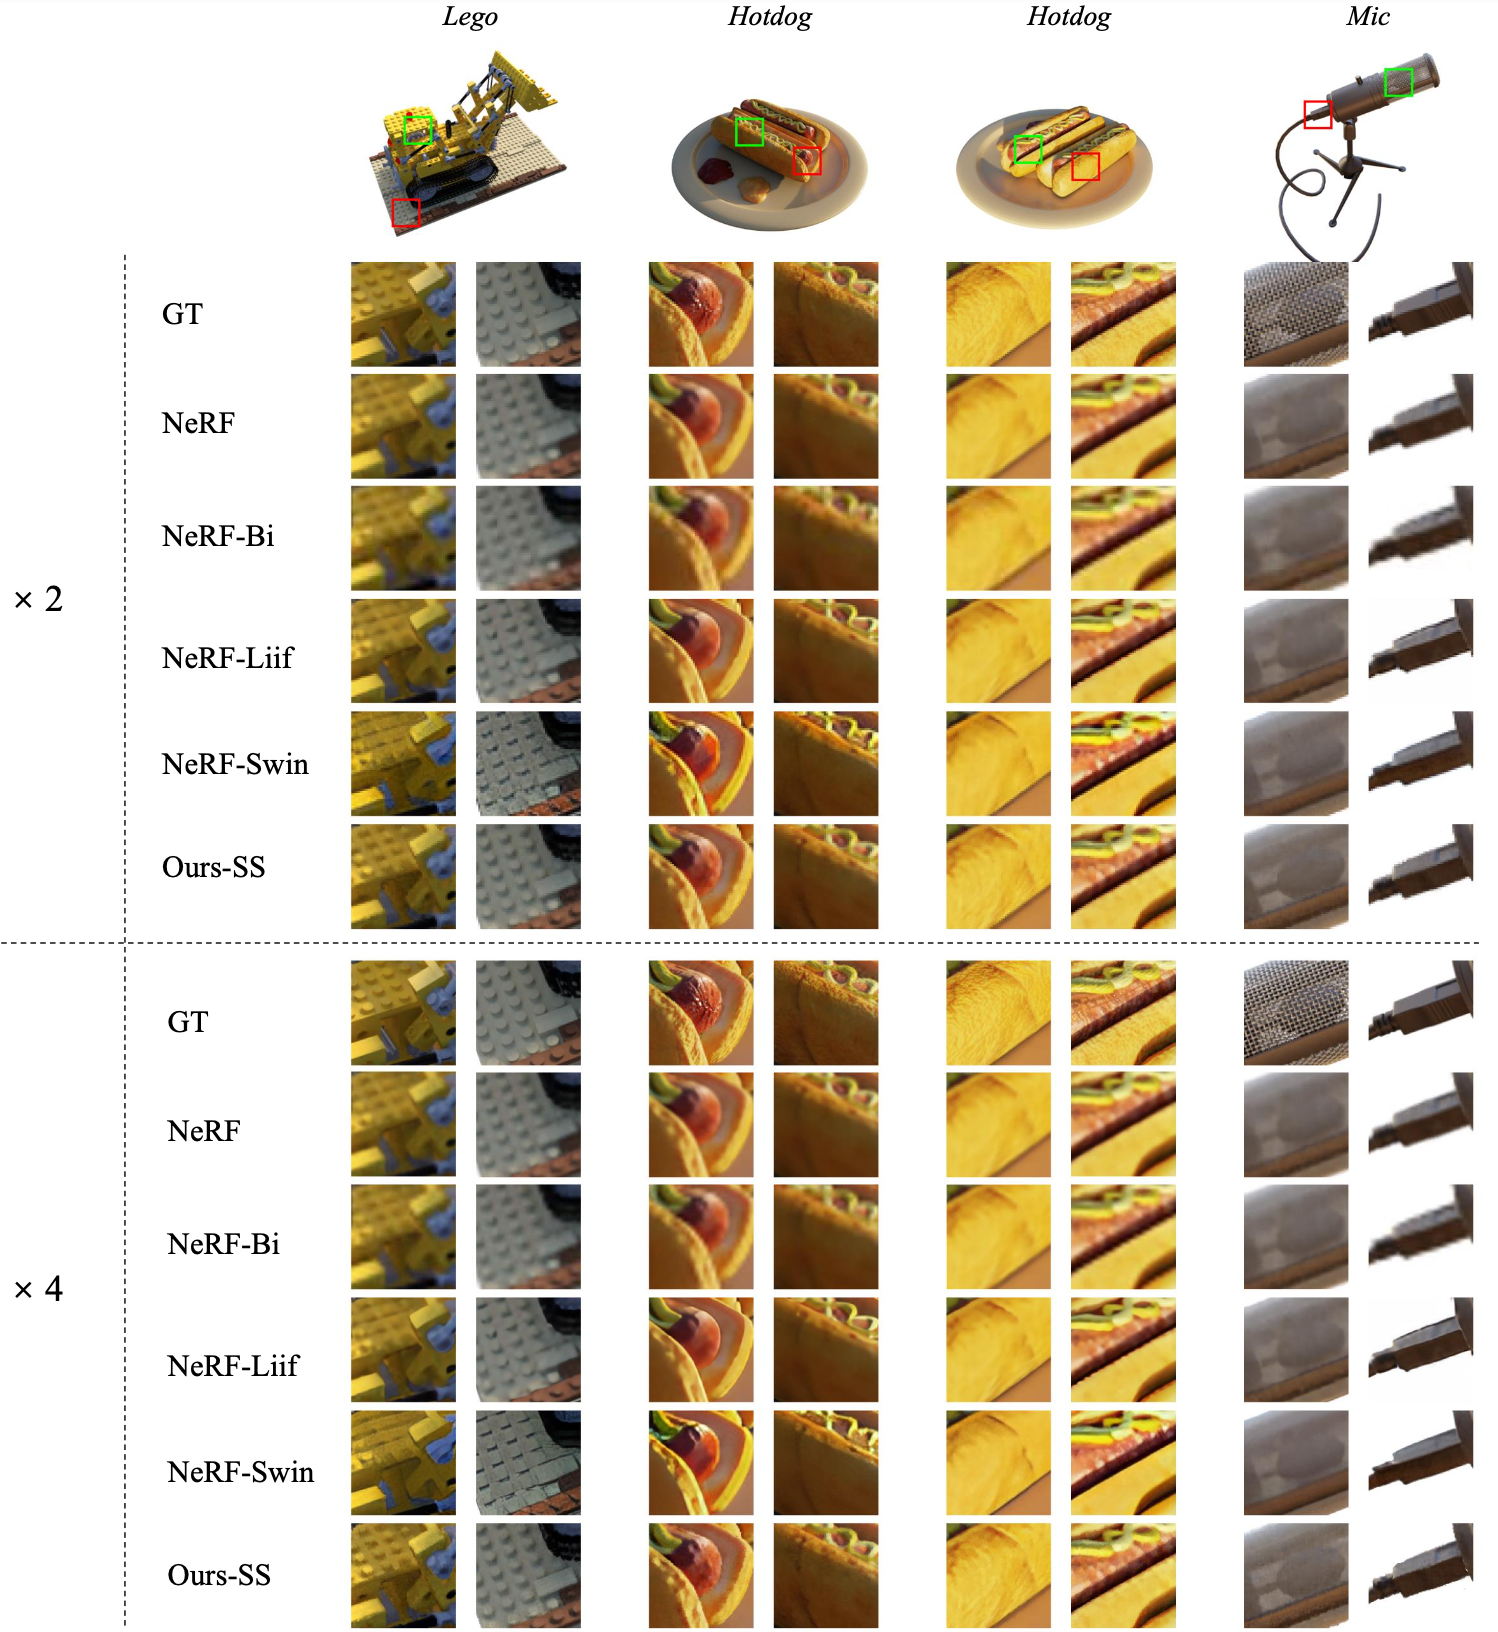 Lego Hotdog Hotdog Mic
× 2
GT
NeRF
NeRF-Bi
NeRF-Liif
NeRF-Swin
Ours-SS
× 4
GT
NeRF
NeRF-Bi
NeRF-Liif
NeRF-Swin
Ours-SS